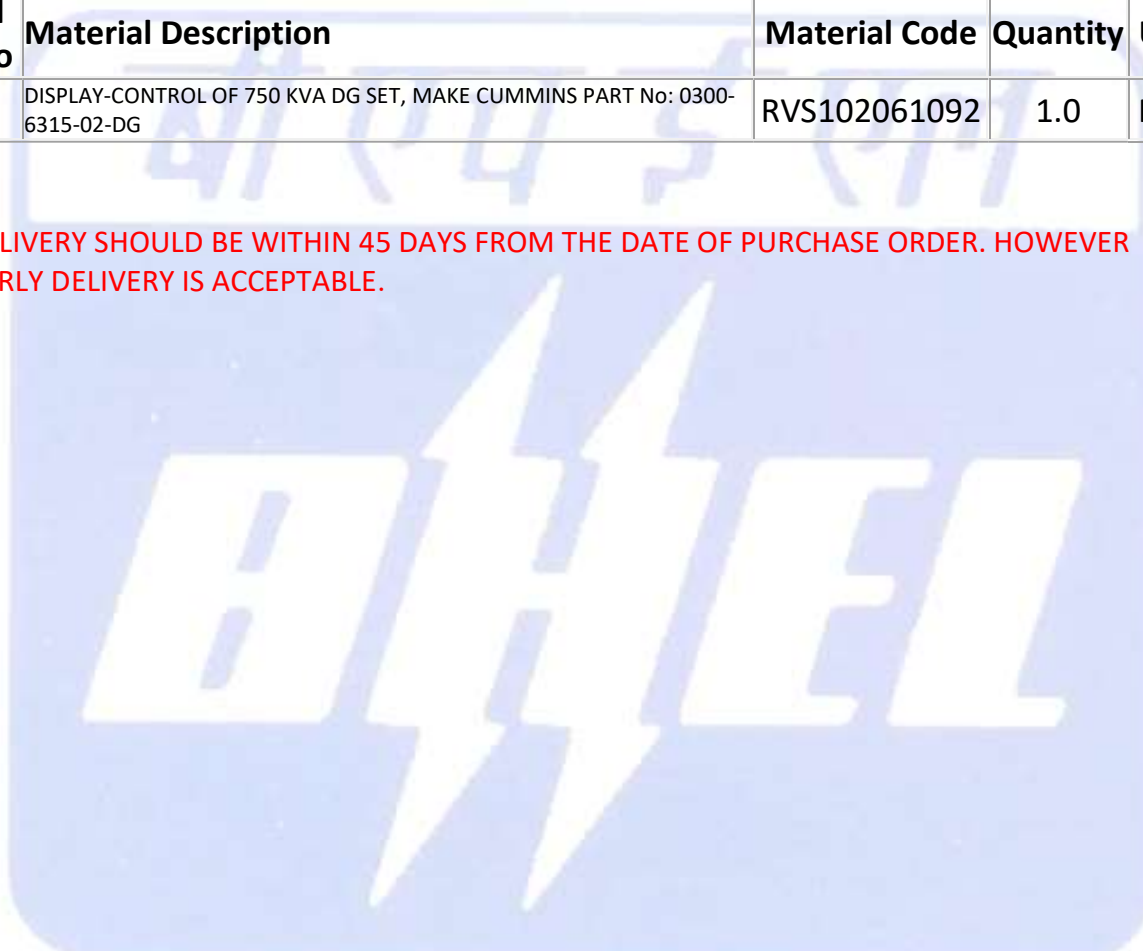 Material Description Material Code Quantity
DISPLAY-CONTROL OF 750 KVA DG SET, MAKE CUMMINS PART No: 0300-
6315-02-DG RVS102061092 1.0
LIVERY SHOULD BE WITHIN 45 DAYS FROM THE DATE OF PURCHASE ORDER. HOWEVER
RLY DELIVERY IS ACCEPTABLE.
बी एच ई एल
BHEL